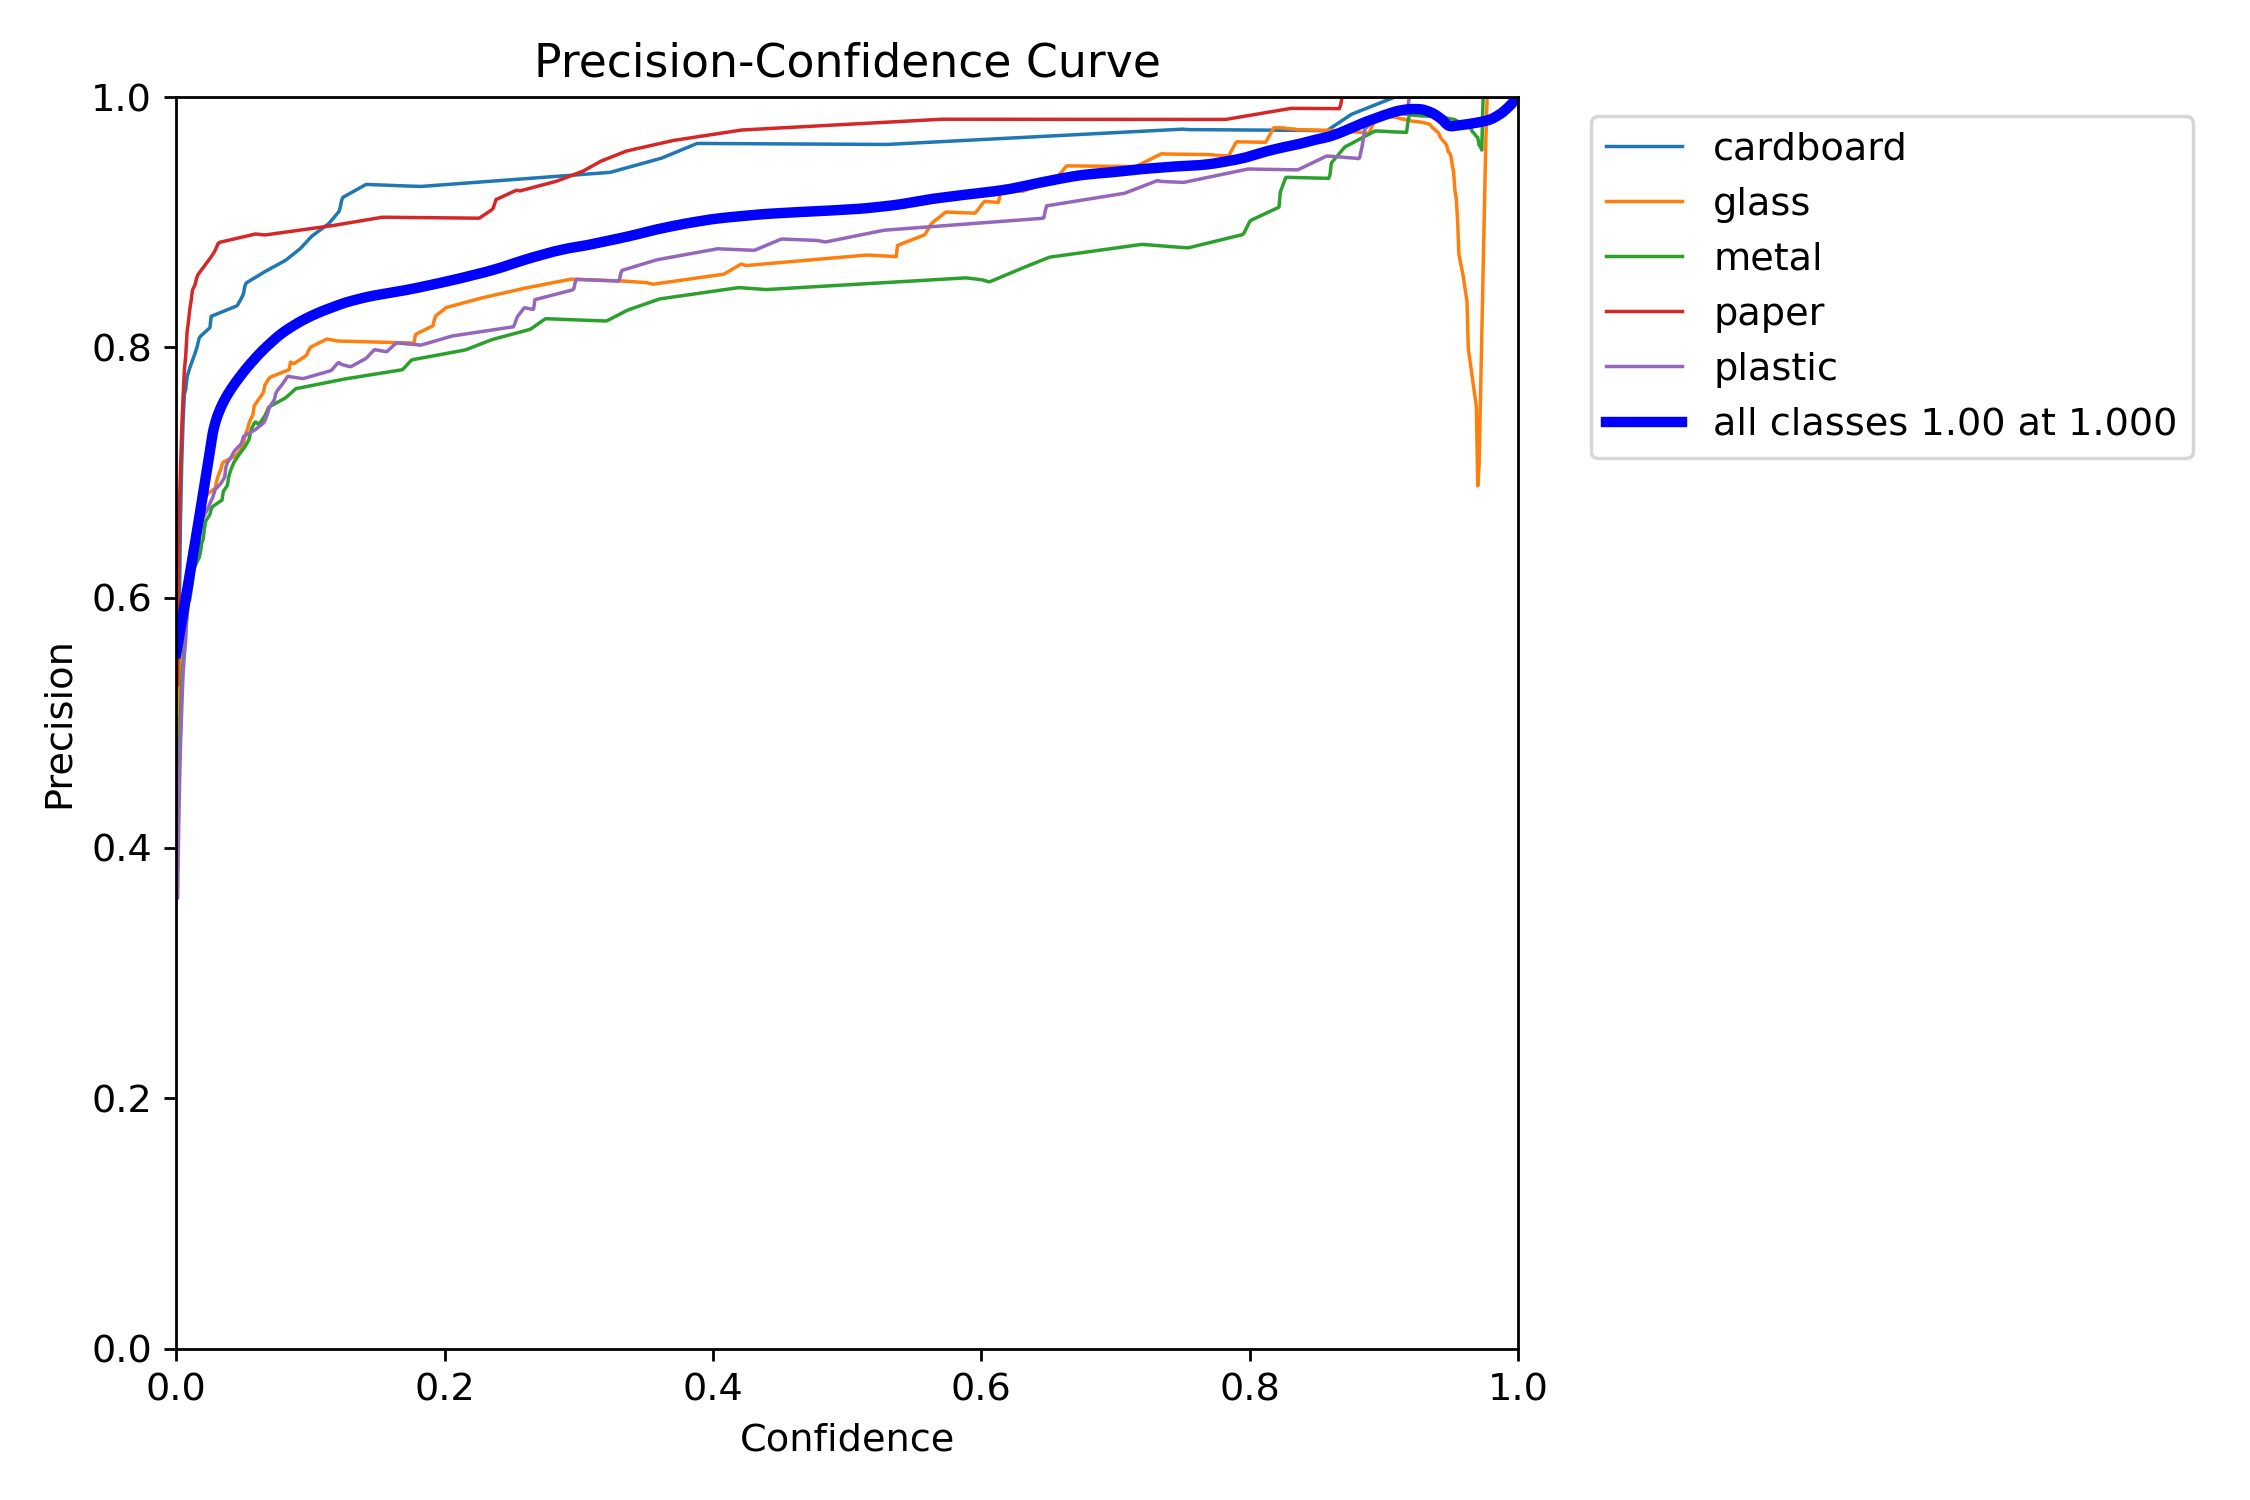 Precision-Confidence Curve
1.0
0.8
0.6
0.4
0.2
0.0
Precision
0.0 0.2 0.4 0.6 0.8 1.0
Confidence
cardboard
glass
metal
paper
plastic
all classes 1.00 at 1.000